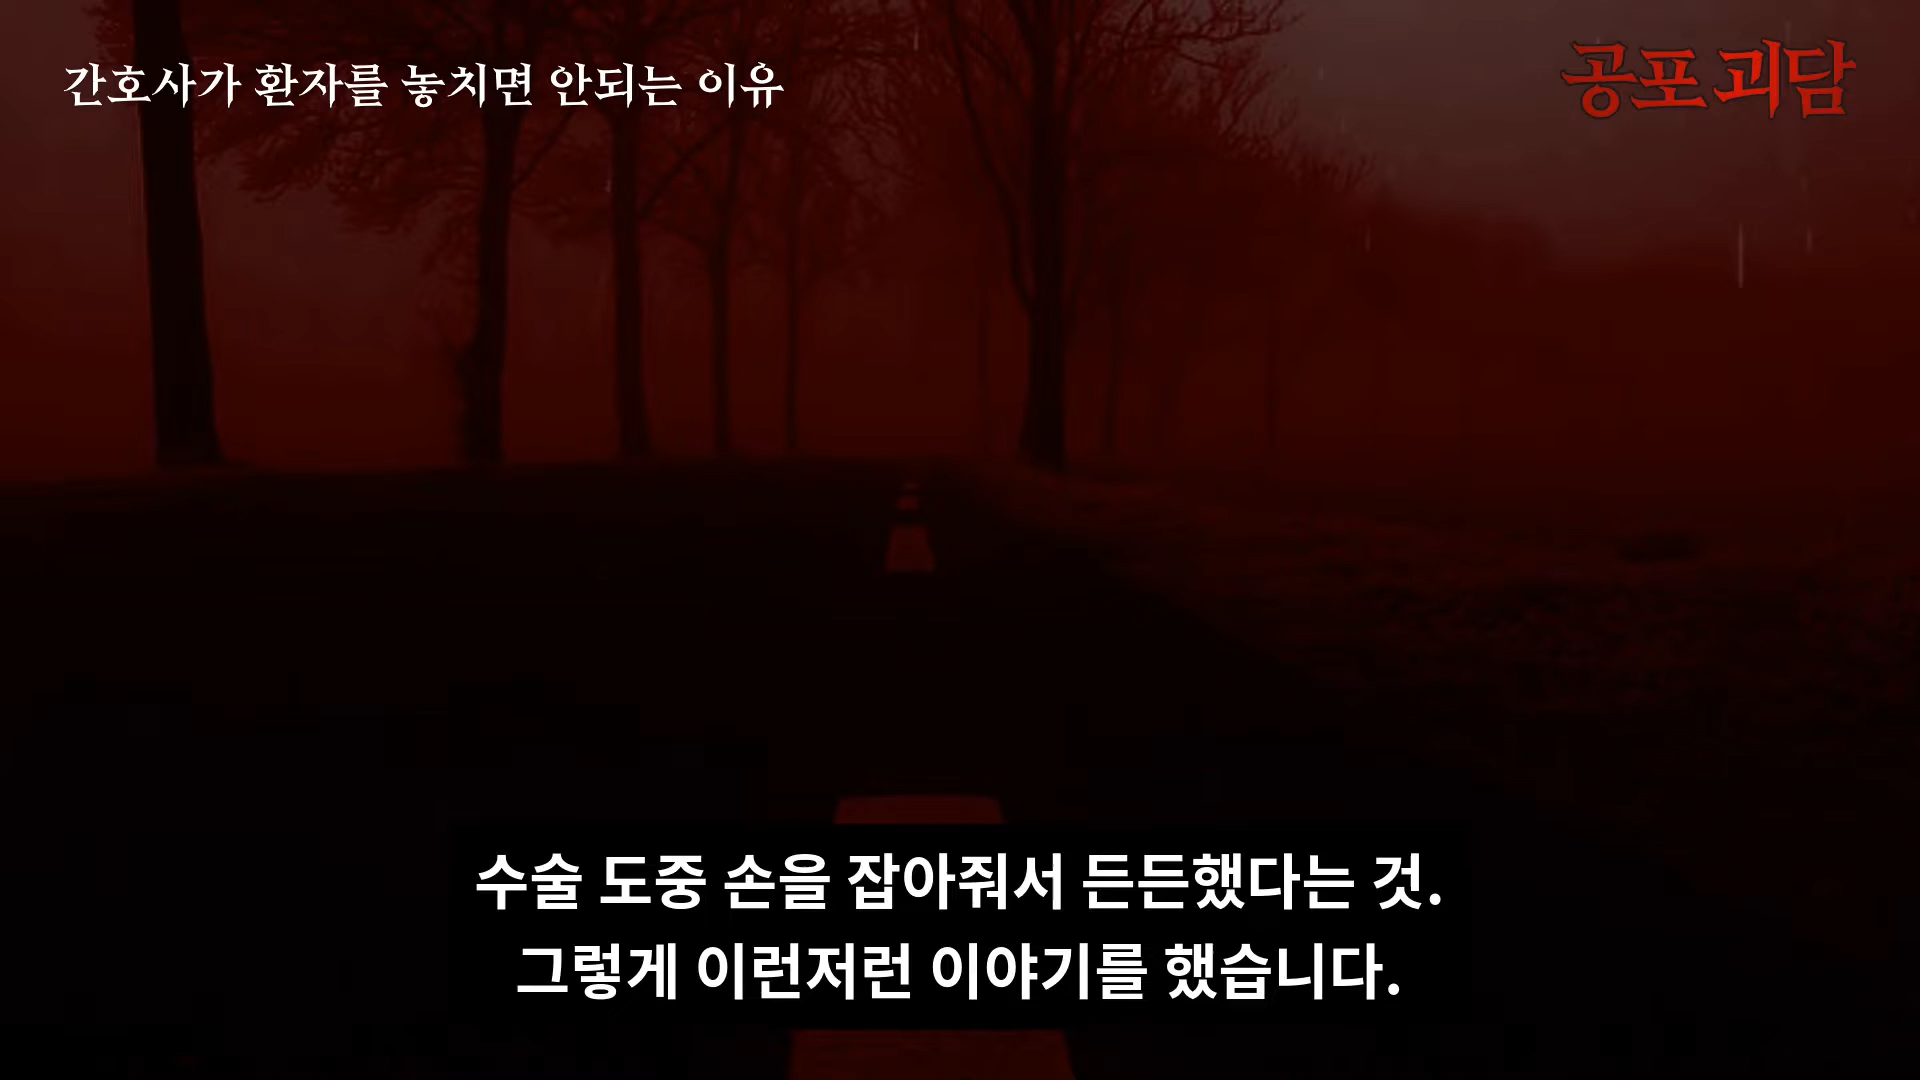 간호사가 환자를 놓치면 안되는 이유
공포괴담
수술 도중 손을 잡아줘서 든든했다는 것.
그렇게 이런저런 이야기를 했습니다.